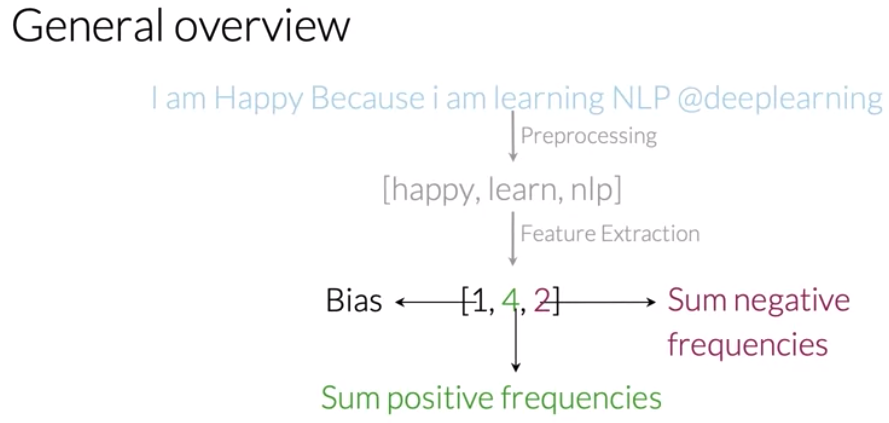 General overview
I am Happy Because i am learning NLP @deeplearning
Preprocessing
[happy, learn, nlp]
Feature Extraction
Bias [1, 4, 2] Sum negative
frequencies
Sum positive frequencies